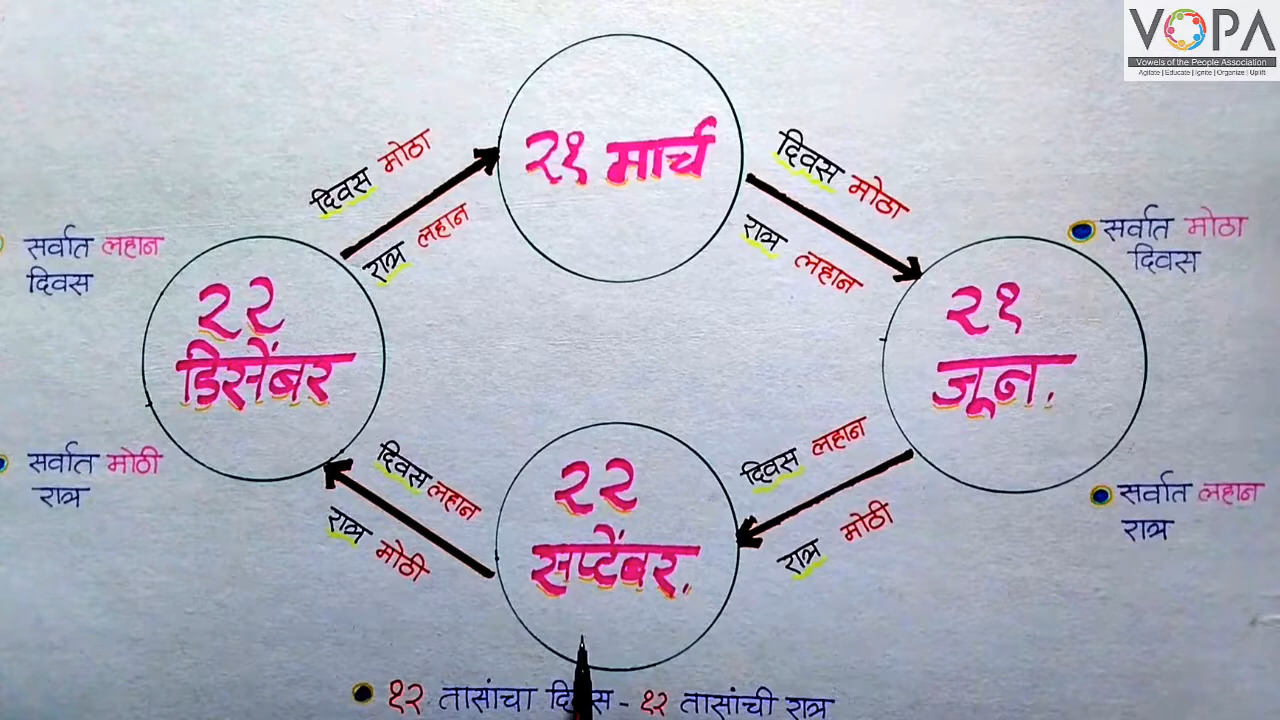 VOPA
Vowels of the People Association
Agitate | Educate | Ignite | Organize | Uplift
२१ मार्च
दिवस मोठा
रात्र लहान
दिवस मोठा
रात्र लहान
सर्वात लहान
दिवस
२२
डिसेंबर
सर्वात मोठी
रात्र
सर्वात मोठा
दिवस
२१
जून.
सर्वात लहान
रात्र
दिवस लहान
रात्र मोठी
दिवस लहान
रात्र मोठी
२२
सप्टेंबर.
१२ तासांचा दिवस - १२ तासांची रात्र